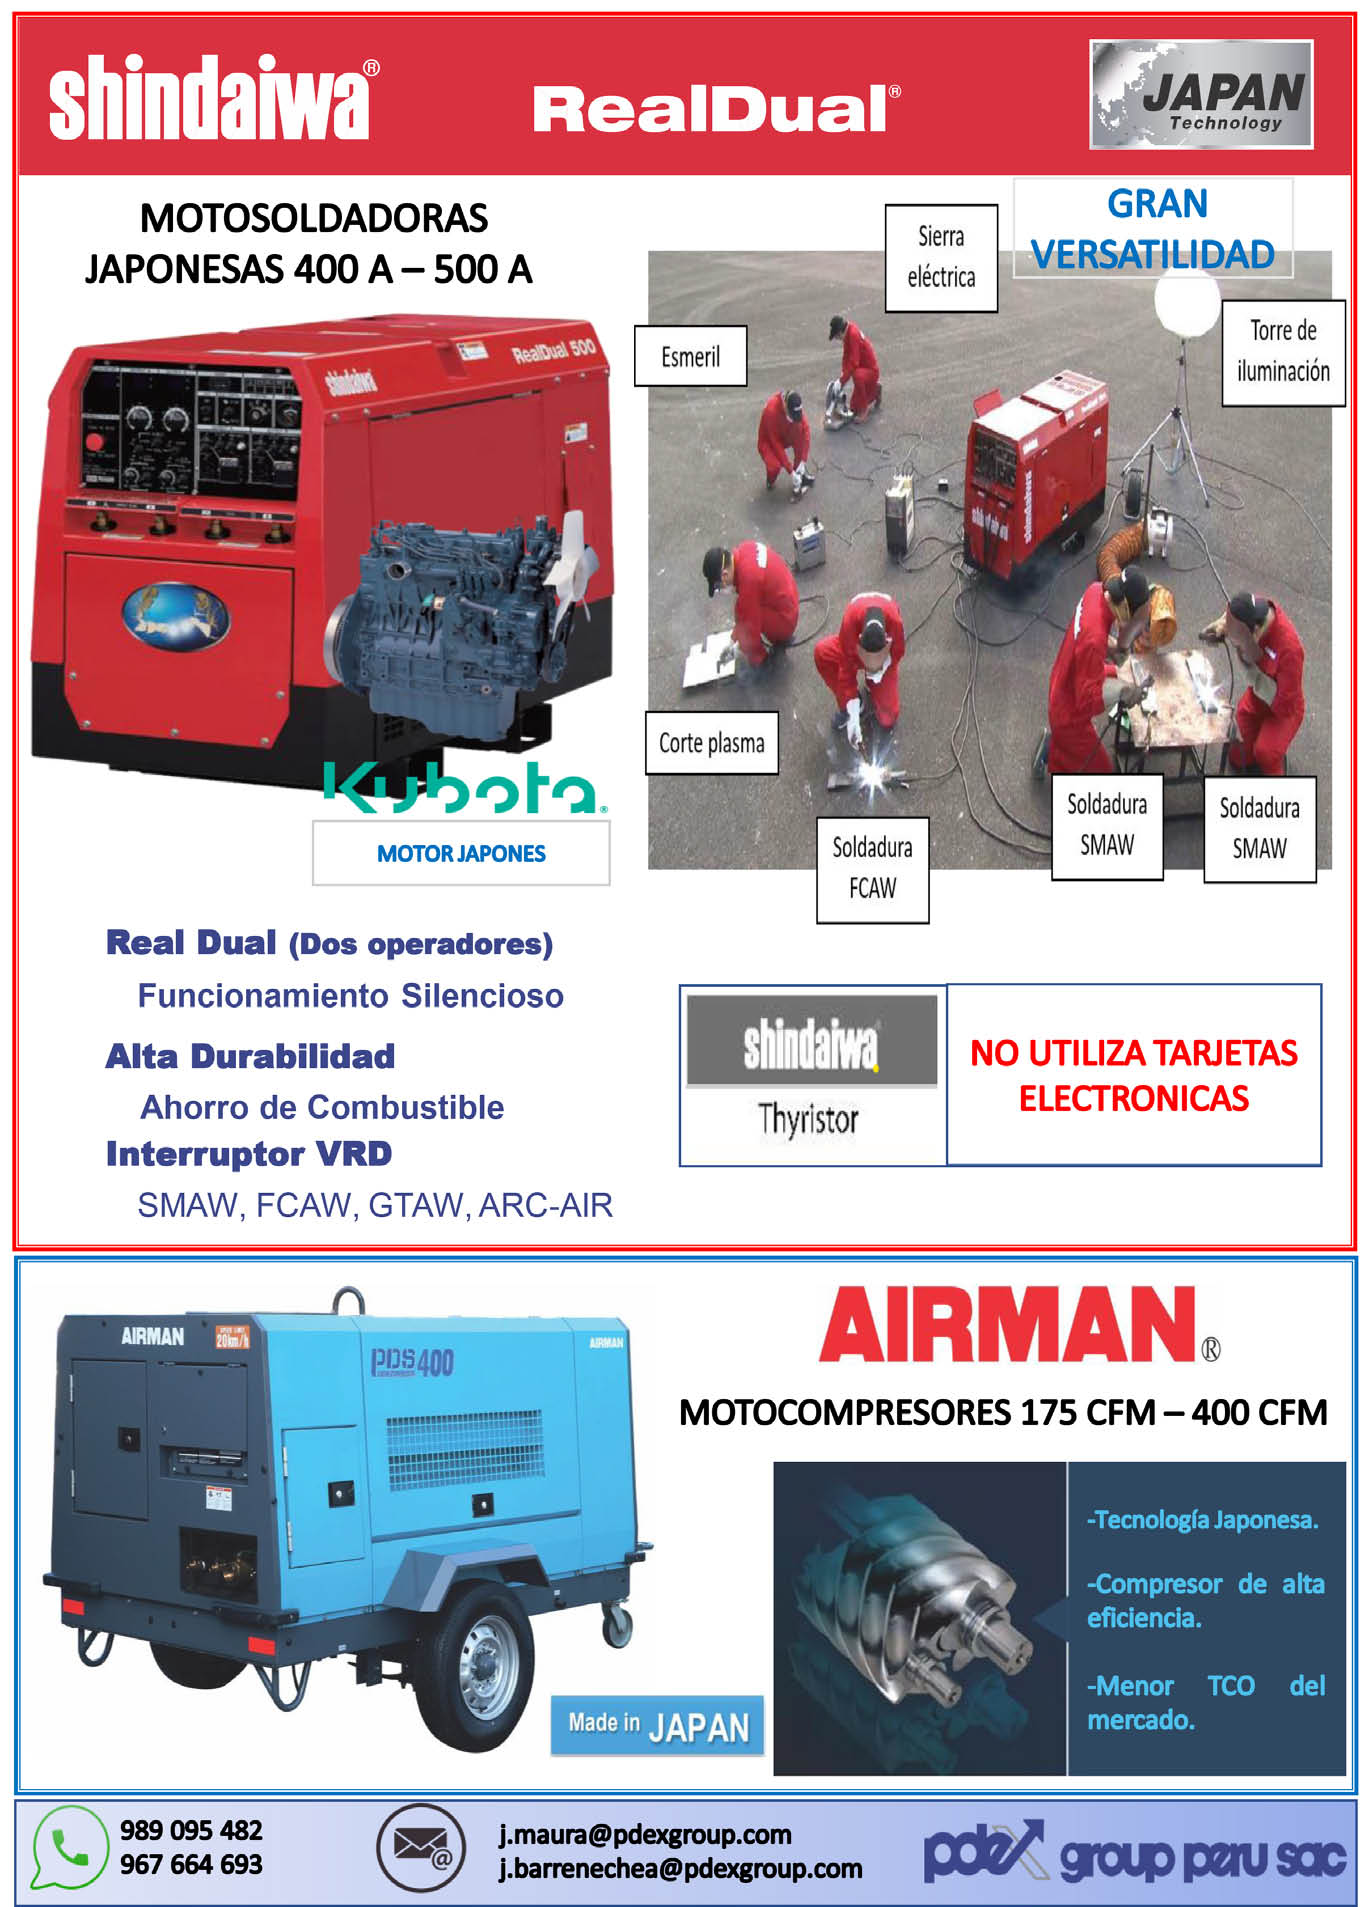 shindaiwa®
RealDual®
JAPAN
Technology
MOTOSOLDADORAS
JAPONESAS 400 A – 500 A
GRAN
VERSATILIDAD
Sierra
eléctrica
Torre de
iluminación
Esmeril
RealDual 500
shindaiwa
shindaiwa
Corte plasma
Soldadura
FCAW
Soldadura
SMAW
Soldadura
SMAW
Kubota®
MOTOR JAPONES
Real Dual (Dos operadores)
Funcionamiento Silencioso
Alta Durabilidad
Ahorro de Combustible
Interruptor VRD
SMAW, FCAW, GTAW, ARC-AIR
shindaiwa
Thyristor
NO UTILIZA TARJETAS
ELECTRONICAS
AIRMAN
20km/h
AIRMAN
PDS400
AIRMAN®
MOTOCOMPRESORES 175 CFM – 400 CFM
-Tecnología Japonesa.
-Compresor de alta
eficiencia.
-Menor TCO del
mercado.
Made in JAPAN
989 095 482
967 664 693
j.maura@pdexgroup.com
j.barrenechea@pdexgroup.com
pdex group peru sac